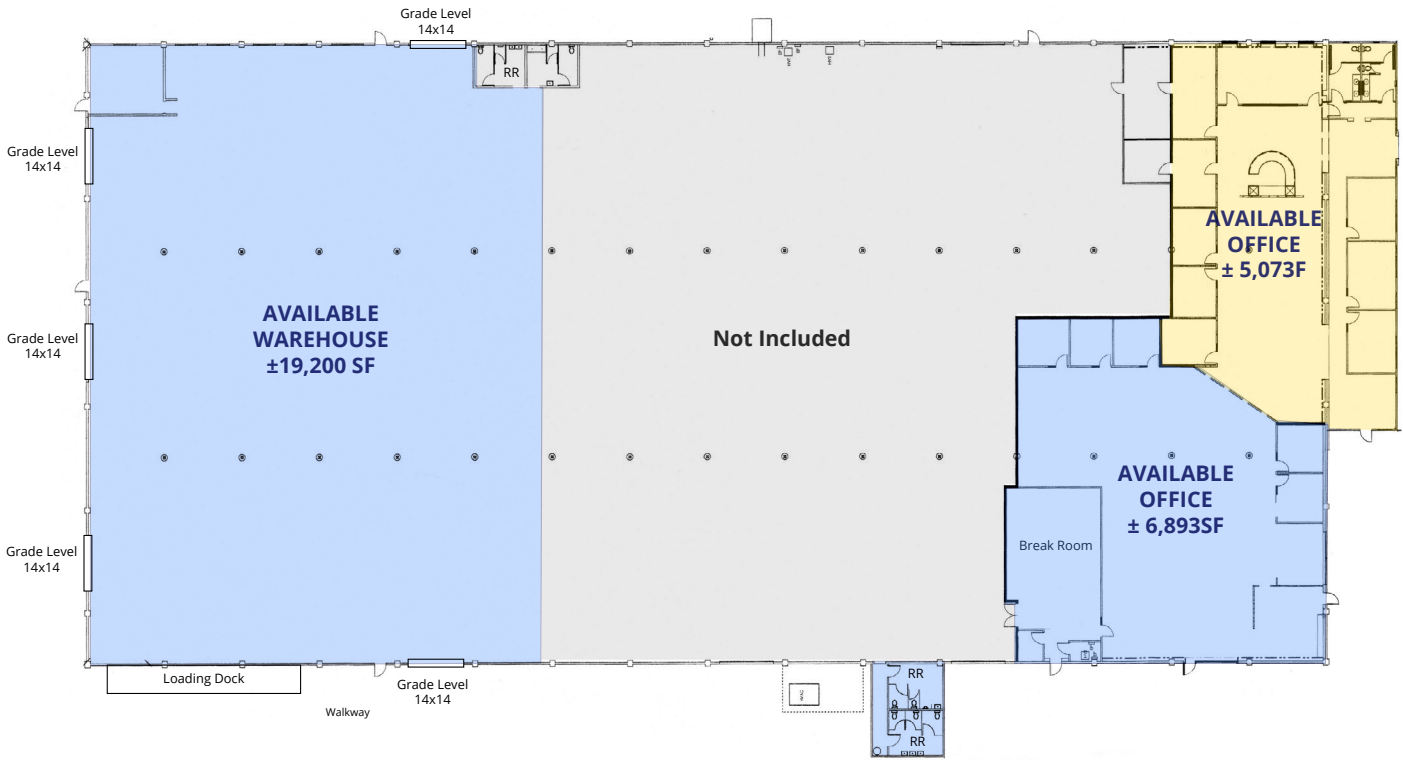 Grade Level
14x14
RR
Grade Level
14x14
AVAILABLE
OFFICE
± 5,073F
AVAILABLE
WAREHOUSE
±19,200 SF
Not Included
Grade Level
14x14
AVAILABLE
OFFICE
± 6,893SF
Break Room
Grade Level
14x14
Loading Dock
Grade Level
14x14
Walkway
RR
RR